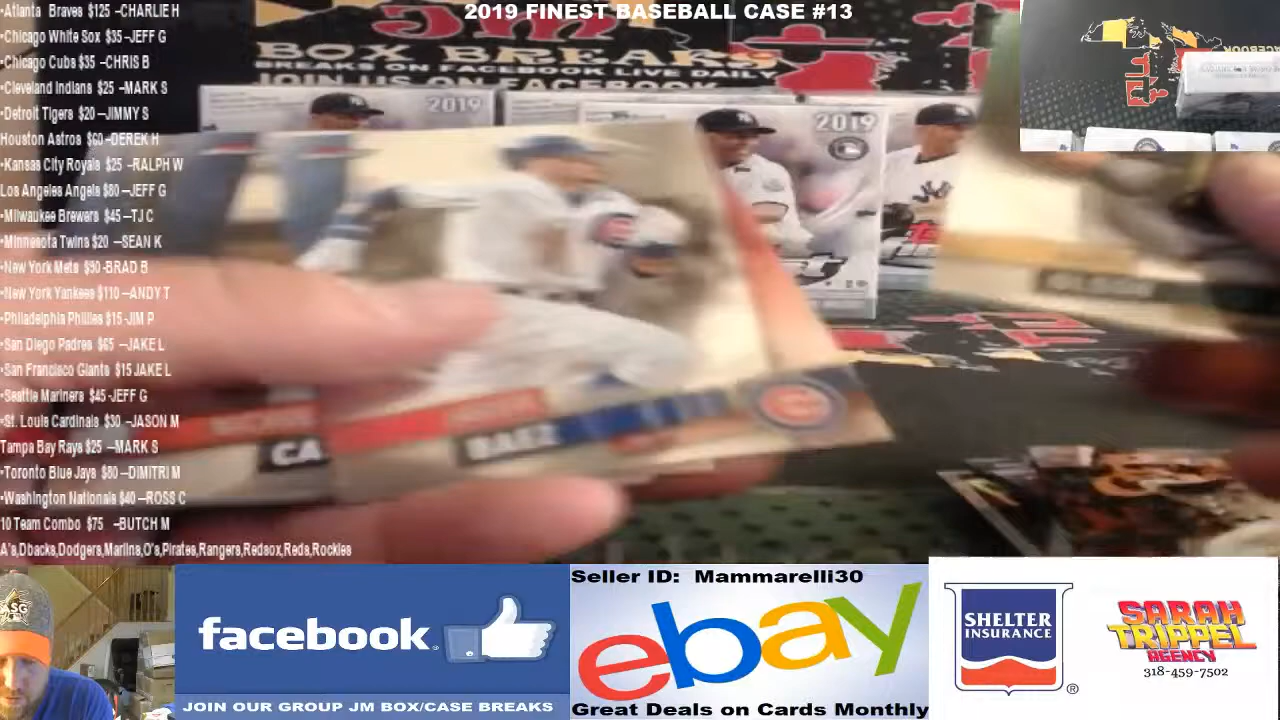 2019 FINEST BASEBALL CASE #13
•Atlanta Braves $125 –CHARLIE H
•Chicago White Sox $35 –JEFF G
•Chicago Cubs $35 –CHRIS B
•Cleveland Indians $25 –MARK S
•Detroit Tigers $20 –JIMMY S
Houston Astros $60 –DEREK H
•Kansas City Royals $25 –RALPH W
Los Angeles Angels $80 –JEFF G
•Milwaukee Brewers $45 –TJ C
•Minnesota Twins $20 –SEAN K
•New York Mets $90 -BRAD B
•New York Yankees $110 –ANDY T
•Philadelphia Phillies $15 -JIM P
•San Diego Padres $65 –JAKE L
•San Francisco Giants $15 JAKE L
•Seattle Mariners $45 -JEFF G
•St. Louis Cardinals $30 –JASON M
Tampa Bay Rays $25 –MARK S
•Toronto Blue Jays $80 –DIMITRI M
•Washington Nationals $40 –ROSS C
10 Team Combo $75 –BUTCH M
A's,Dbacks,Dodgers,Marlins,O's,Pirates,Rangers,Redsox,Reds,Rockies
BOX BREAKS
BREAKS ON FACEBOOK LIVE DAILY
JOIN US ON FACEBOOK
2019
2019
CA
BAEZ
facebook
JOIN OUR GROUP JM BOX/CASE BREAKS
Seller ID: Mammarelli30
ebay
Great Deals on Cards Monthly
SHELTER
INSURANCE
®
SARAH
TRIPPEL
AGENCY
318-459-7502